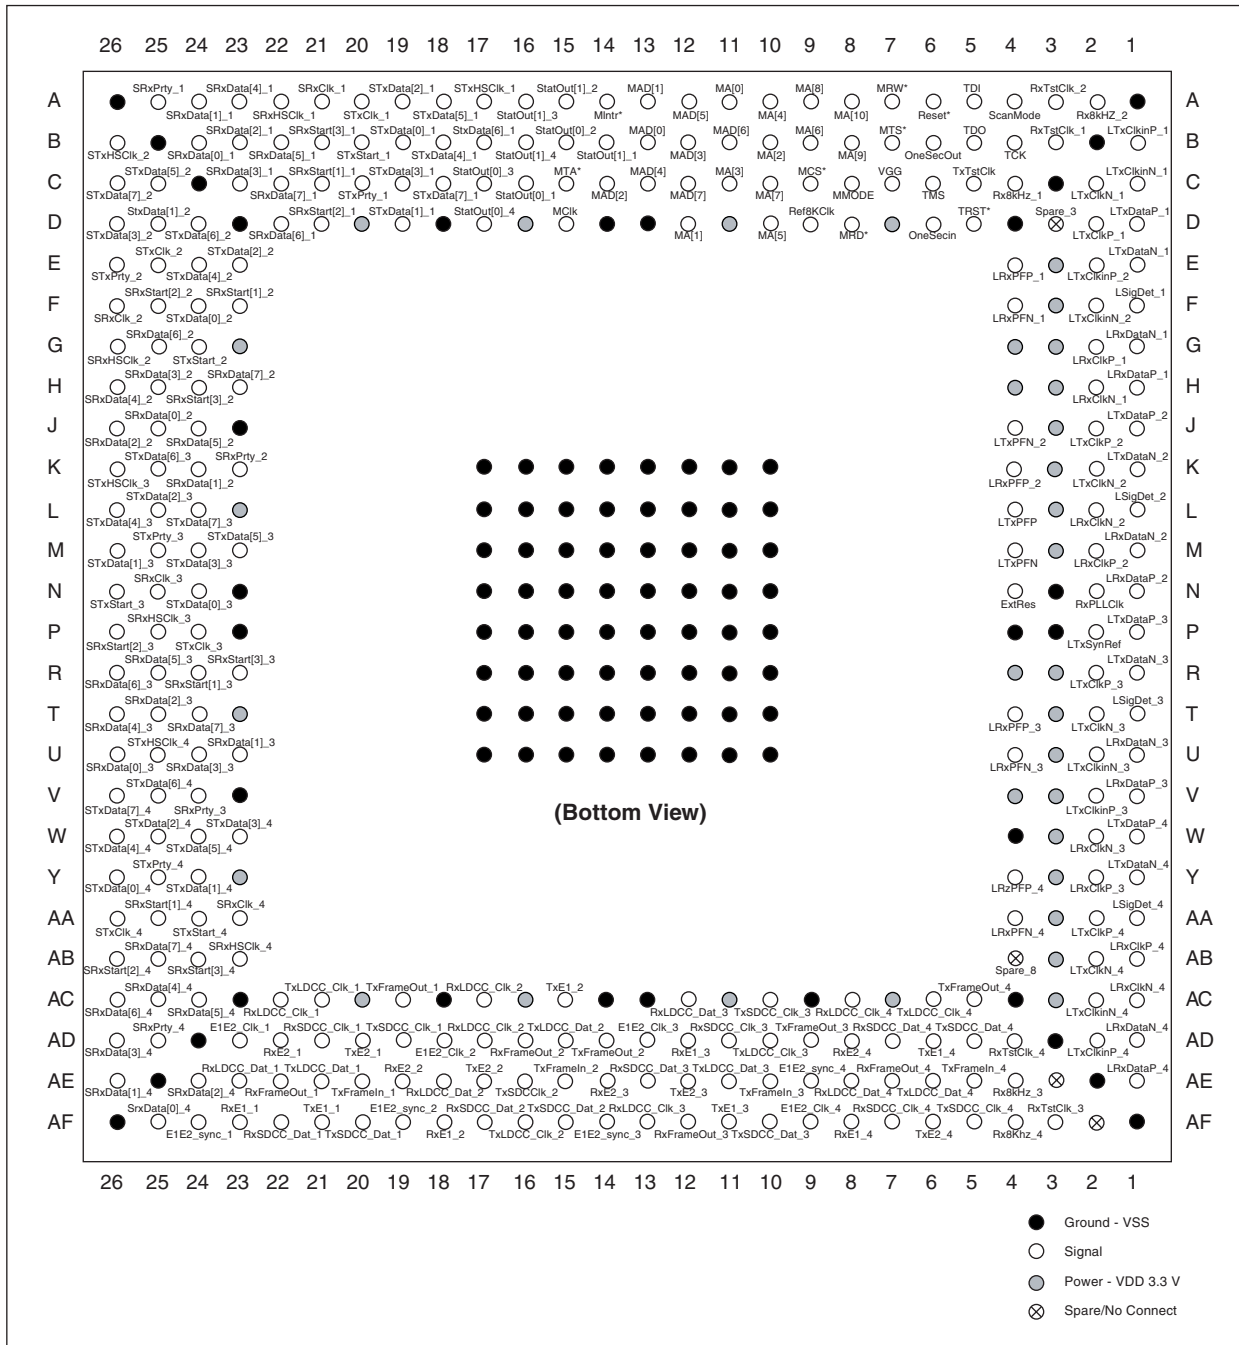 26 25 24 23 22 21 20 19 18 17 16 15 14 13 12 11 10 9 8 7 6 5 4 3 2 1
SRxPrty_1 SRxData[4]_1 SRxClk_1 STxData[2]_1 STxHSClk_1 StatOut[1]_2 MAD[1] MA[0] MA[8] MRW* TDI RxTstClk_2
A A
SRxData[1]_1 SRxHSClk_1 STxClk_1 STxData[5]_1 StatOut[1]_3 MIntr* MAD[5] MA[4] MA[10] Reset* ScanMode Rx8kHZ_2
SRxData[2]_1 SRxStart[3]_1 STxData[0]_1 StxData[6]_1 StatOut[0]_2 MAD[0] MAD[6] MA[6] MTS* TDO RxTstClk_1 LTxClkinP_1
B B
STxHSClk_2 SRxData[0]_1 SRxData[5]_1 STxStart_1 STxData[4]_1 StatOut[1]_4 StatOut[1]_1 MAD[3] MA[2] MA[9] OneSecOut TCK
STxData[5]_2 SRxData[3]_1 SRxStart[1]_1 STxData[3]_1 StatOut[0]_3 MTA* MAD[4] MA[3] MCS* VGG TxTstClk LTxClkinN_1
C C
STxData[7]_2 SRxData[7]_1 STxPrty_1 STxData[7]_1 StatOut[0]_1 MAD[2] MAD[7] MA[7] MMODE TMS Rx8kHz_1 LTxClkN_1
StxData[1]_2 SRxStart[2]_1 STxData[1]_1 StatOut[0]_4 MClk Ref8KClk TRST* Spare_3 LTxDataP_1
D D
STxData[3]_2 STxData[6]_2 SRxData[6]_1 MA[1] MA[5] MRD* OneSecin LTxClkP_1
STxClk_2 STxData[2]_2 LTxDataN_1
E E
STxPrty_2 STxData[4]_2 LRxPFP_1 LTxClkinP_2
SRxStart[2]_2 SRxStart[1]_2 LSigDet_1
F F
SRxClk_2 STxData[0]_2 LRxPFN_1 LTxClkinN_2
SRxData[6]_2 LRxDataN_1
G G
SRxHSClk_2 STxStart_2 LRxClkP_1
SRxData[3]_2 SRxData[7]_2 LRxDataP_1
H H
SRxData[4]_2 SRxStart[3]_2 LRxClkN_1
SRxData[0]_2 LTxDataP_2
J J
SRxData[2]_2 SRxData[5]_2 LTxPFN_2 LTxClkP_2
STxData[6]_3 SRxPrty_2 LTxDataN_2
K K
STxHSClk_3 SRxData[1]_2 LRxPFP_2 LTxClkN_2
STxData[2]_3 LSigDet_2
L L
STxData[4]_3 STxData[7]_3 LTxPFP LRxClkN_2
STxPrty_3 STxData[5]_3 LRxDataN_2
M M
STxData[1]_3 STxData[3]_3 LTxPFN LRxClkP_2
SRxClk_3 LRxDataP_2
N N
STxStart_3 STxData[0]_3 ExtRes RxPLLClk
SRxHSClk_3 LTxDataP_3
P P
SRxStart[2]_3 STxClk_3 LTxSynRef
SRxData[5]_3 SRxStart[3]_3 LTxDataN_3
R R
SRxData[6]_3 SRxStart[1]_3 LTxClkP_3
SRxData[2]_3 LSigDet_3
T T
SRxData[4]_3 SRxData[7]_3 LRxPFP_3 LTxClkN_3
STxHSClk_4 SRxData[1]_3 LRxDataN_3
U U
SRxData[0]_3 SRxData[3]_3 LRxPFN_3 LTxClkinN_3
STxData[6]_4 LRxDataP_3
V V
STxData[7]_4 SRxPrty_3 LTxClkinP_3
(Bottom View)
STxData[2]_4 STxData[3]_4 LTxDataP_4
W W
STxData[4]_4 STxData[5]_4 LRxClkN_3
STxPrty_4 LTxDataN_4
Y Y
STxData[0]_4 STxData[1]_4 LRzPFP_4 LRxClkP_3
SRxStart[1]_4 SRxClk_4 LSigDet_4
AA AA
STxClk_4 STxStart_4 LRxPFN_4 LTxClkP_4
SRxData[7]_4 SRxHSClk_4 LRxClkP_4
AB AB
SRxStart[2]_4 SRxStart[3]_4 Spare_8 LTxClkN_4
SRxData[4]_4 TxLDCC_Clk_1 TxFrameOut_1 RxLDCC_Clk_2 TxE1_2 TxFrameOut_4 LRxClkN_4
AC AC
SRxData[6]_4 SRxData[5]_4 RxLDCC_Clk_1 RxLDCC_Dat_3 TxSDCC_Clk_3 RxLDCC_Clk_4 TxLDCC_Clk_4 LTxClkinN_4
SRxPrty_4 E1E2_Clk_1 RxSDCC_Clk_1 TxSDCC_Clk_1 RxLDCC_Clk_2 TxLDCC_Dat_2 E1E2_Clk_3 RxSDCC_Clk_3 TxFrameOut_3 RxSDCC_Dat_4 TxSDCC_Dat_4 LRxDataN_4
AD AD
SRxData[3]_4 RxE2_1 TxE2_1 E1E2_Clk_2 RxFrameOut_2 TxFrameOut_2 RxE1_3 TxLDCC_Clk_3 RxE2_4 TxE1_4 RxTstClk_4 LTxClkinP_4
RxLDCC_Dat_1 TxLDCC_Dat_1 RxE2_2 TxE2_2 TxFrameIn_2 RxSDCC_Dat_3 TxLDCC_Dat_3 E1E2_sync_4 RxFrameOut_4 TxFrameIn_4 LRxDataP_4
AE AE
SRxData[1]_4 SRxData[2]_4 RxFrameOut_1 TxFrameIn_1 RxLDCC_Dat_2 TxSDCClk_2 RxE2_3 TxE2_3 TxFrameIn_3 RxLDCC_Dat_4 TxLDCC_Dat_4 Rx8kHz_3
SrxData[0]_4 RxE1_1 TxE1_1 E1E2_sync_2 RxSDCC_Dat_2 TxSDCC_Dat_2 RxLDCC_Clk_3 TxE1_3 E1E2_Clk_4 RxSDCC_Clk_4 TxSDCC_Clk_4 RxTstClk_3
AF AF
E1E2_sync_1 RxSDCC_Dat_1 TxSDCC_Dat_1 RxE1_2 TxLDCC_Clk_2 E1E2_sync_3 RxFrameOut_3 TxSDCC_Dat_3 RxE1_4 TxE2_4 Rx8Khz_4
26 25 24 23 22 21 20 19 18 17 16 15 14 13 12 11 10 9 8 7 6 5 4 3 2 1
Ground - VSS
Signal
Power - VDD 3.3 V
Spare/No Connect